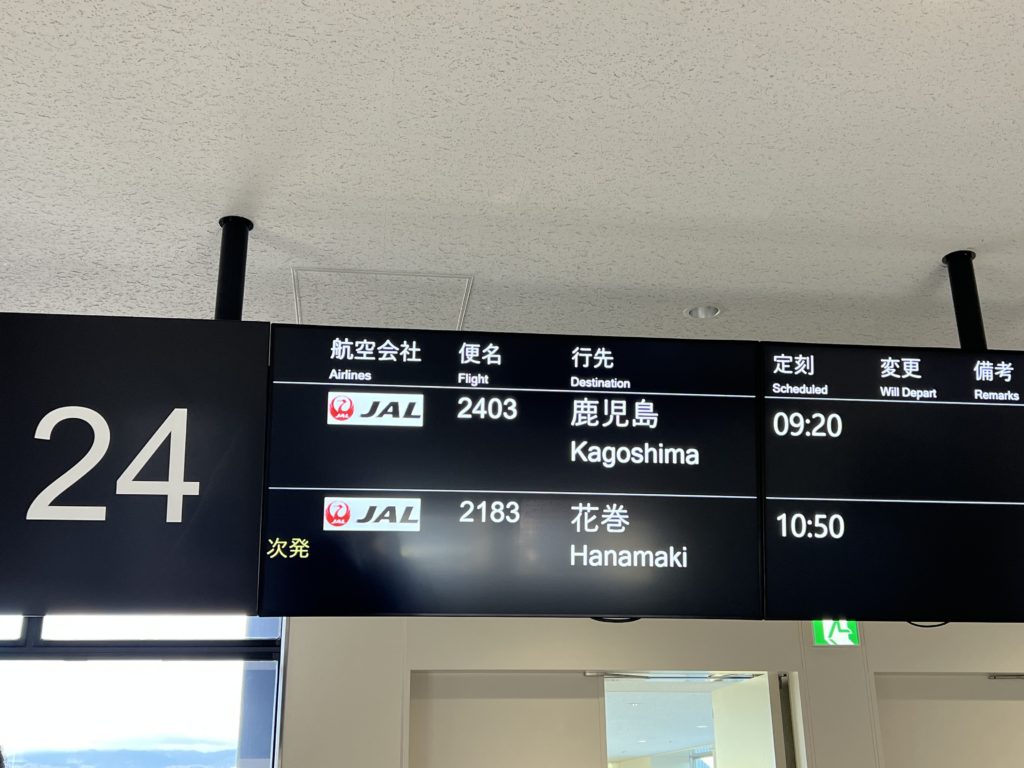 24
航空会社 便名 行先 定刻 変更 備考
Airlines Flight Destination Scheduled Will Depart Remarks
JAL 2403 鹿児島 09:20
Kagoshima
JAL 2183 花巻 10:50
次発 Hanamaki